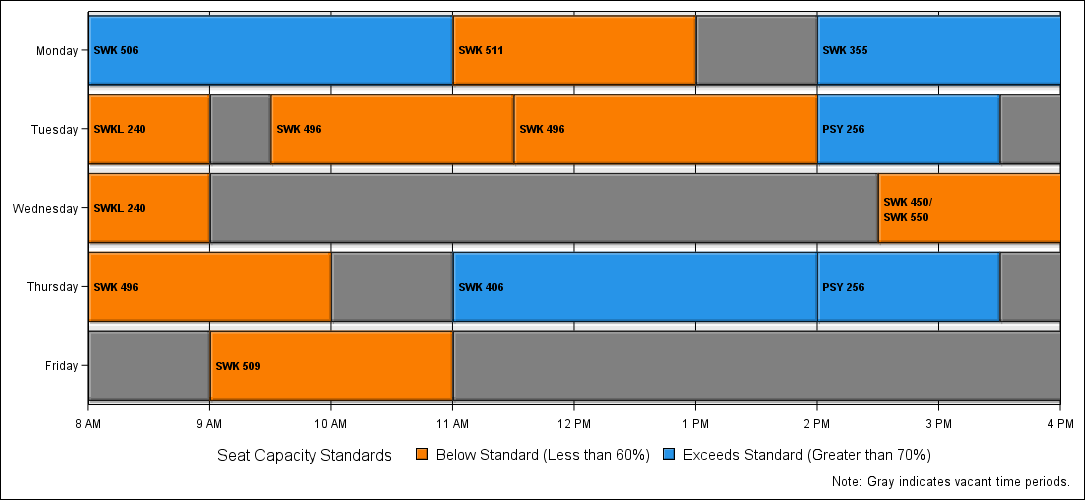 Monday
SWK 506
SWK 511
SWK 355
Tuesday
SWKL 240
SWK 496
SWK 496
PSY 256
Wednesday
SWKL 240
SWK 450/
SWK 550
Thursday
SWK 496
SWK 406
PSY 256
Friday
SWK 509
8 AM 9 AM 10 AM 11 AM 12 PM 1 PM 2 PM 3 PM 4 PM
Seat Capacity Standards Below Standard (Less than 60%) Exceeds Standard (Greater than 70%)
Note: Gray indicates vacant time periods.